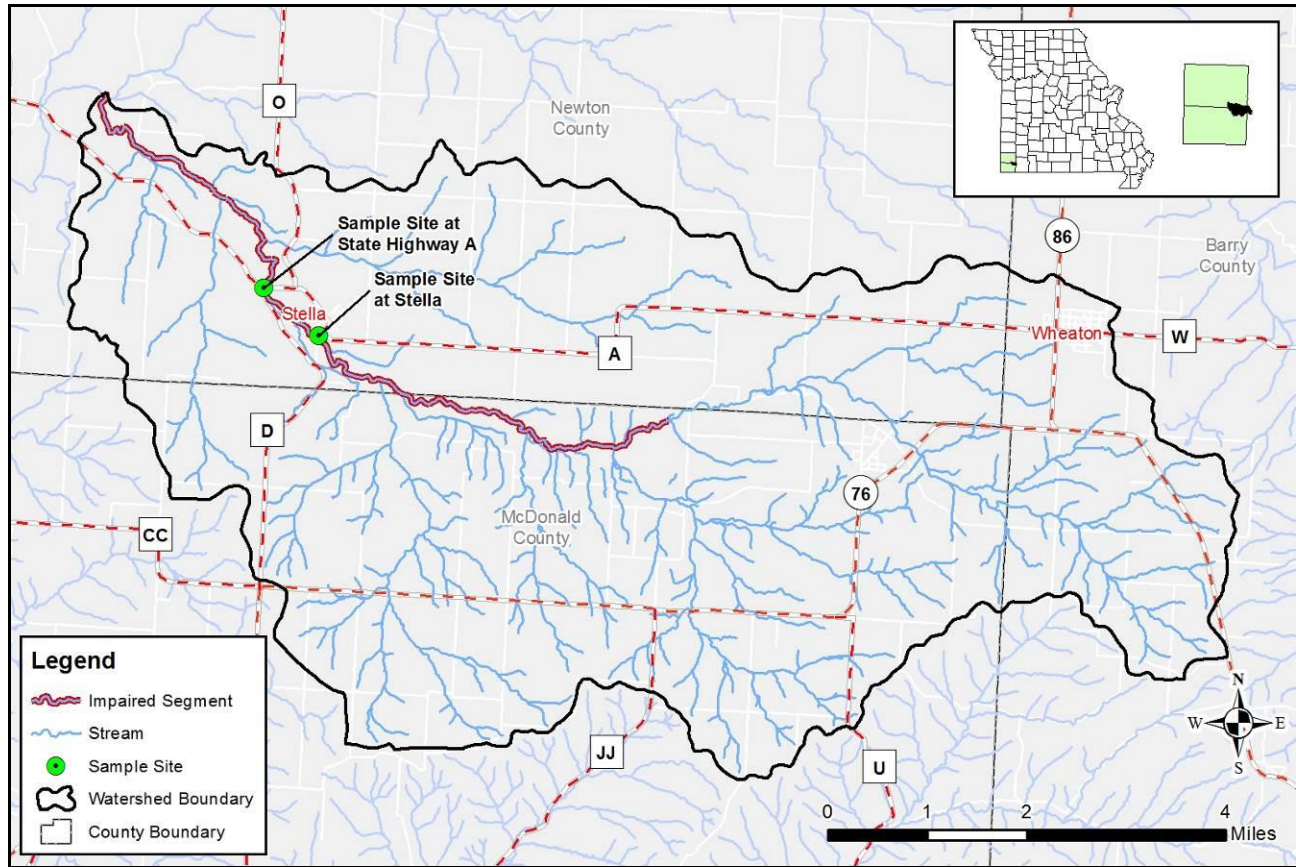 O
Newton
County
Sample Site at
State Highway A
Sample Site
at Stella
Stella
86
Barry
County
A
Wheaton
W
D
76
McDonald
County
CC
JJ
U
Legend
Impaired Segment
Stream
Sample Site
Watershed Boundary
County Boundary
N
W
E
S
0
1
2
4
Miles